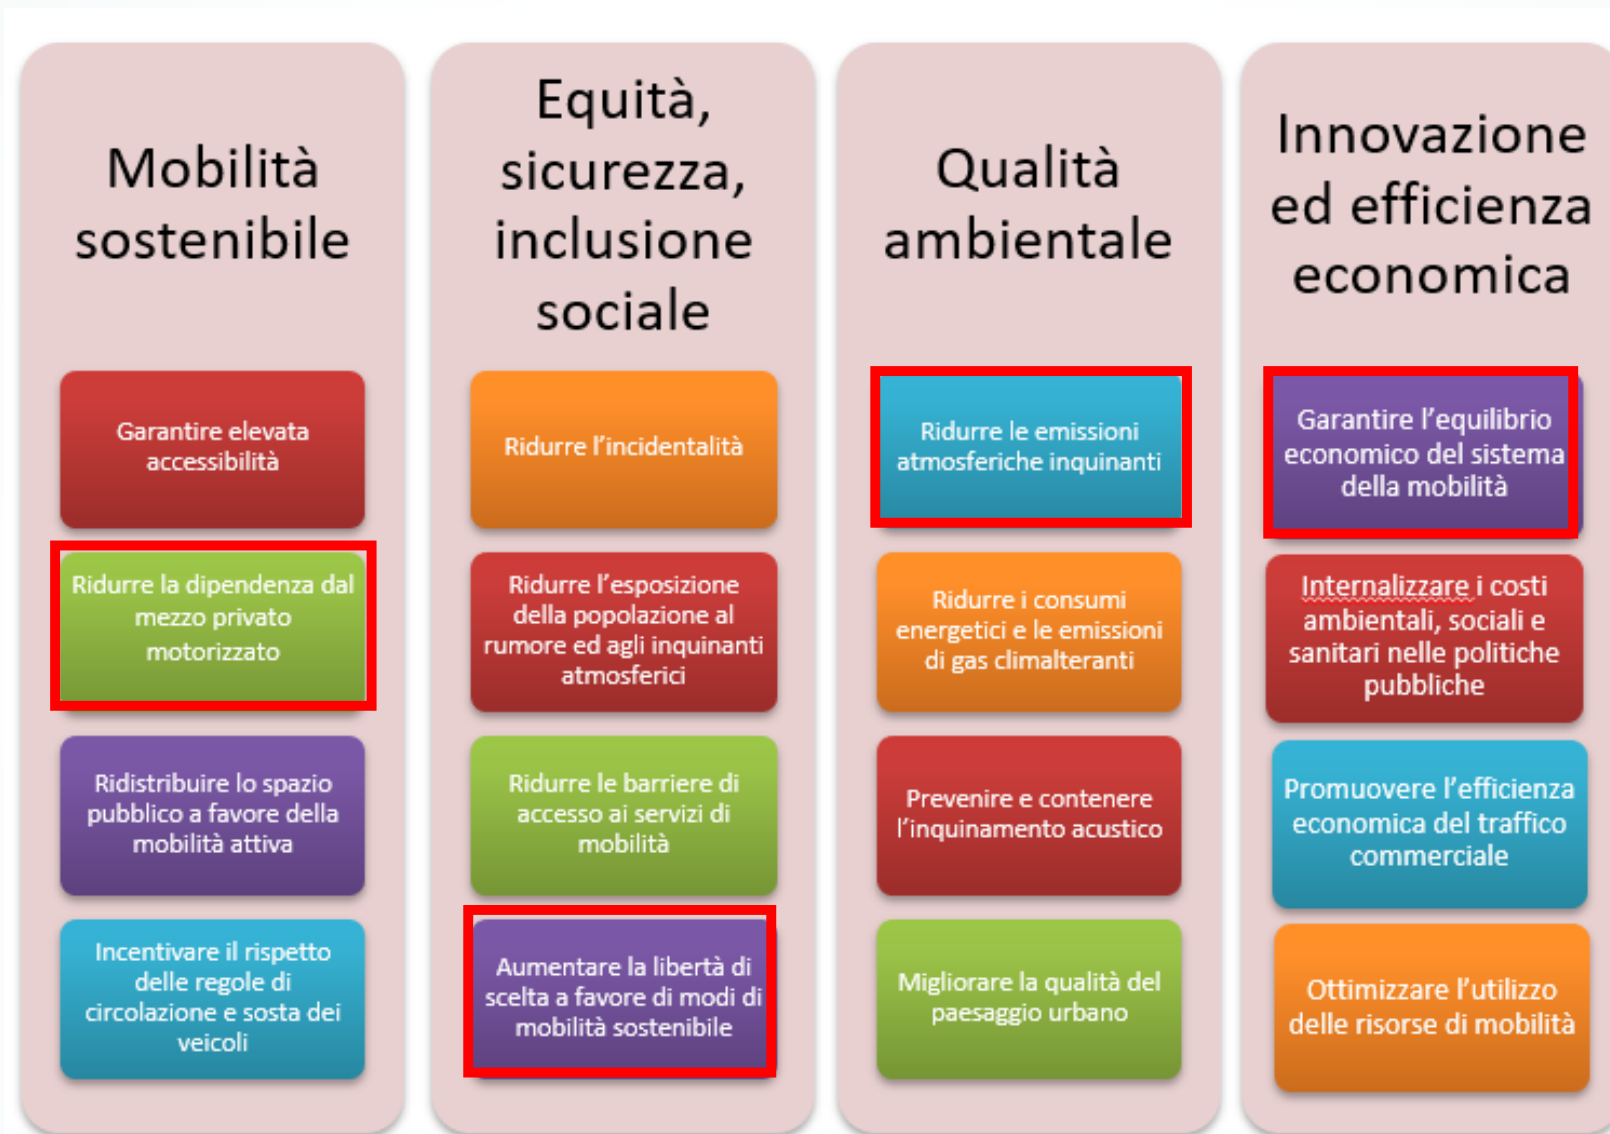 Mobilità
sostenibile
Garantire elevata
accessibilità
Ridurre la dipendenza dal
mezzo privato
motorizzato
Ridistribuire lo spazio
pubblico a favore della
mobilità attiva
Incentivare il rispetto
delle regole di
circolazione e sosta dei
veicoli
Equità,
sicurezza,
inclusione
sociale
Ridurre l'incidentalità
Ridurre l'esposizione
della popolazione al
rumore ed agli inquinanti
atmosferici
Ridurre le barriere di
accesso ai servizi di
mobilità
Aumentare la libertà di
scelta a favore di modi di
mobilità sostenibile
Qualità
ambientale
Ridurre le emissioni
atmosferiche inquinanti
Ridurre i consumi
energetici e le emissioni
di gas climalteranti
Prevenire e contenere
l'inquinamento acustico
Migliorare la qualità del
paesaggio urbano
Innovazione
ed efficienza
economica
Garantire l'equilibrio
economico del sistema
della mobilità
Internalizzare i costi
ambientali, sociali e
sanitari nelle politiche
pubbliche
Promuovere l'efficienza
economica del traffico
commerciale
Ottimizzare l'utilizzo
delle risorse di mobilità